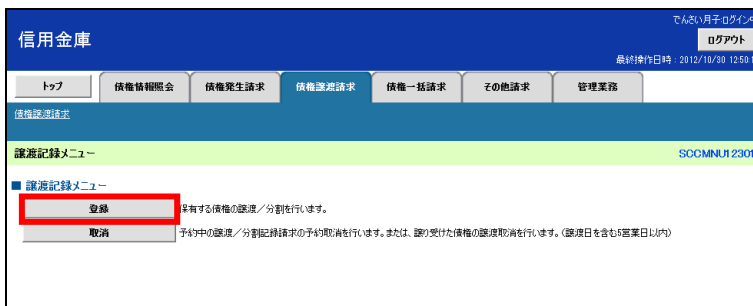 でんさい月子:ログイン中
信用金庫
ログアウト
最終操作日時：2012/10/30 12:50:1
トップ 債権情報照会 債権発生請求 債権譲渡請求 債権一括請求 その他請求 管理業務
債権譲渡請求
譲渡記録メニュー SCCMNU12301
■ 譲渡記録メニュー
登録 保有する債権の譲渡／分割を行います。
取消 予約中の譲渡／分割記録請求の予約取消を行います。または、譲り受けた債権の譲渡取消を行います。（譲渡日を含む5営業日以内）